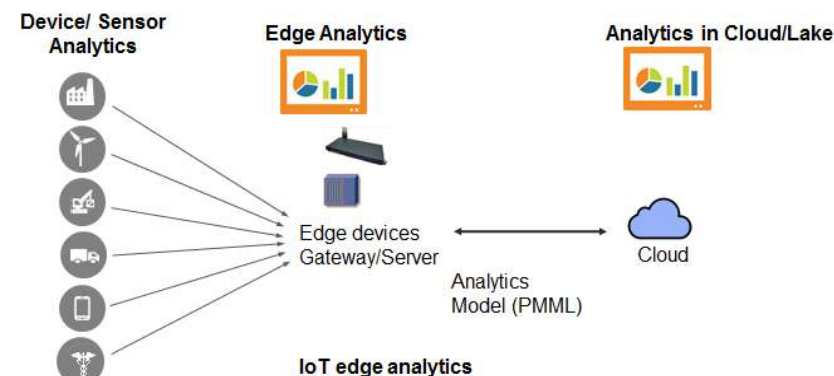 Device/ Sensor
Analytics
Edge Analytics
Analytics in Cloud/Lake
Edge devices
Gateway/Server
Cloud
Analytics
Model (PMML)
IoT edge analytics